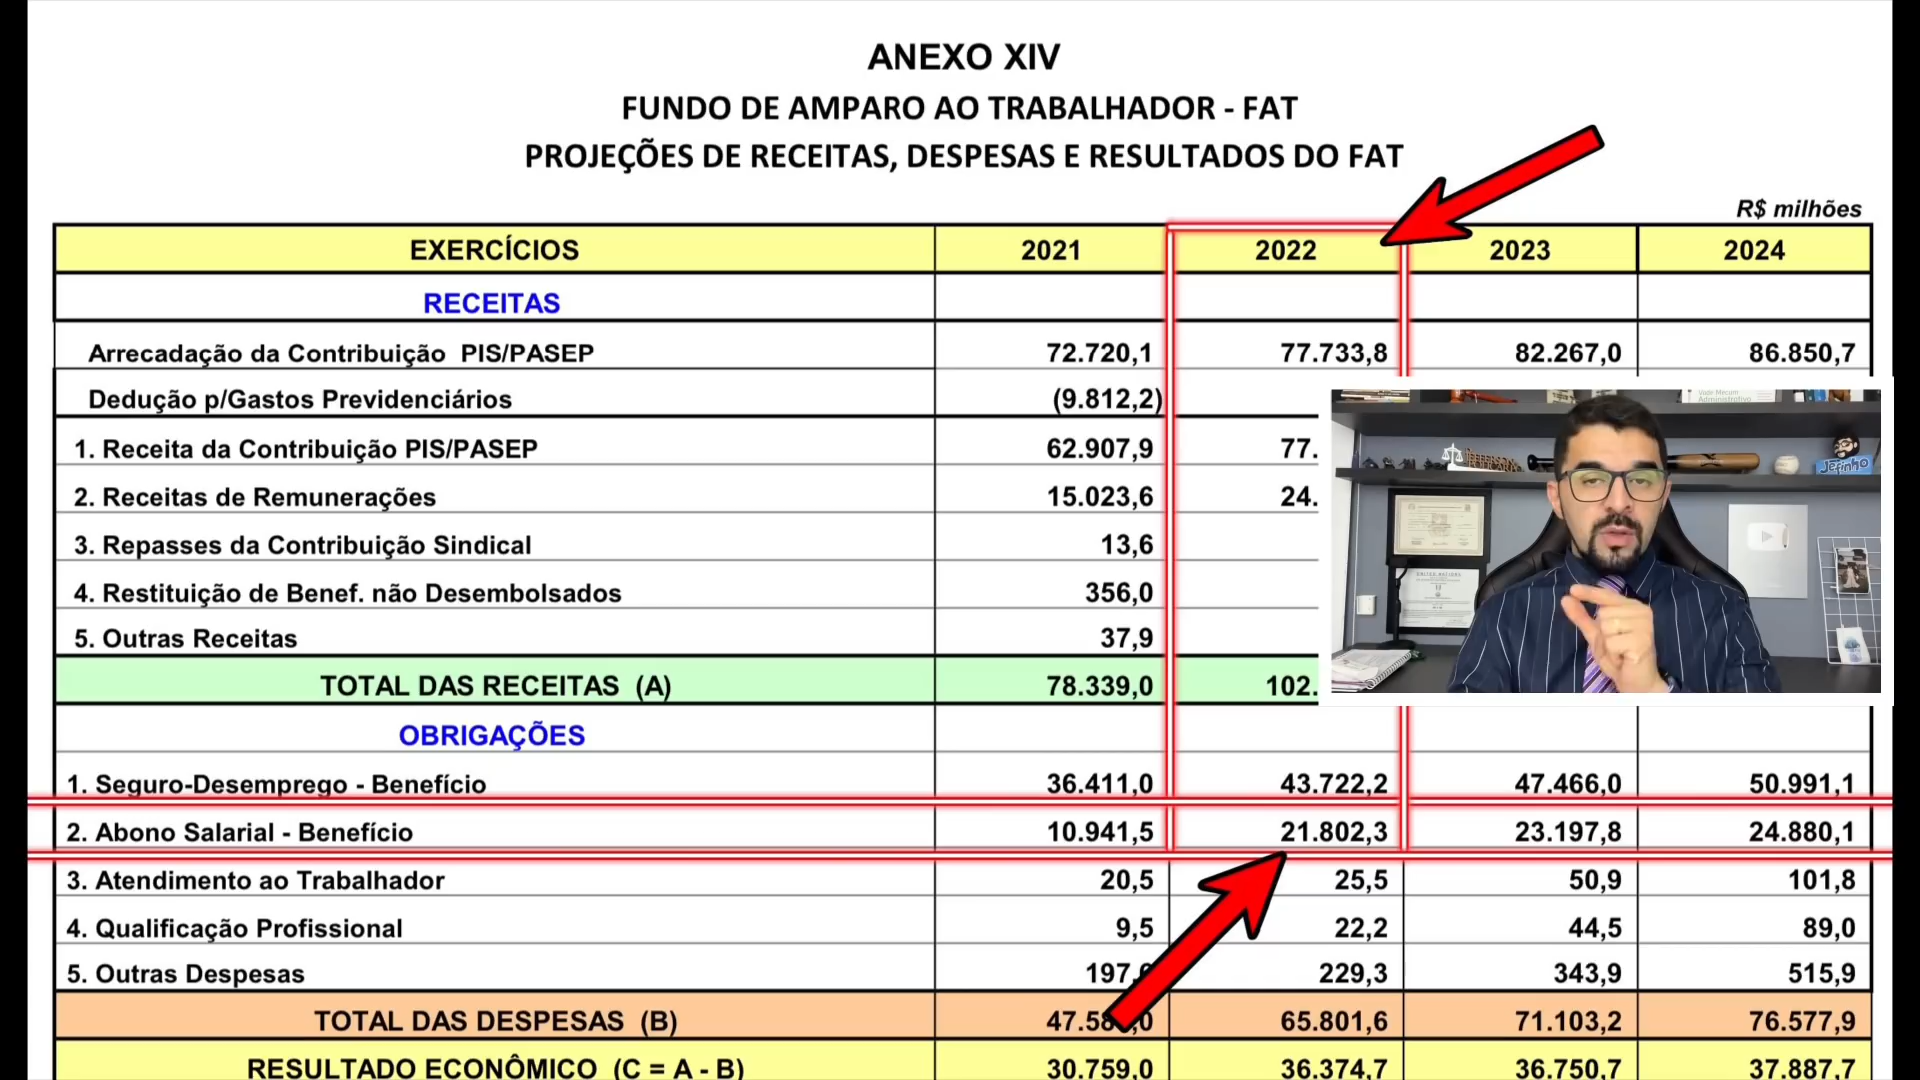 ANEXO XIV
FUNDO DE AMPARO AO TRABALHADOR - FAT
PROJEÇÕES DE RECEITAS, DESPESAS E RESULTADOS DO FAT
R$ milhões
EXERCÍCIOS 2021 2022 2023 2024
RECEITAS
Arrecadação da Contribuição PIS/PASEP 72.720,1 77.733,8 82.267,0 86.850,7
Dedução p/Gastos Previdenciários (9.812,2)
1. Receita da Contribuição PIS/PASEP 62.907,9 77.
2. Receitas de Remunerações 15.023,6 24.
3. Repasses da Contribuição Sindical 13,6
4. Restituição de Benef. não Desembolsados 356,0
5. Outras Receitas 37,9
TOTAL DAS RECEITAS (A) 78.339,0 102.
Jefinho
OBRIGAÇÕES
1. Seguro-Desemprego - Benefício 36.411,0 43.722,2 47.466,0 50.991,1
2. Abono Salarial - Benefício 10.941,5 21.802,3 23.197,8 24.880,1
3. Atendimento ao Trabalhador 20,5 25,5 50,9 101,8
4. Qualificação Profissional 9,5 22,2 44,5 89,0
5. Outras Despesas 229,3 343,9 515,9
TOTAL DAS DESPESAS (B) 65.801,6 71.103,2 76.577,9
RESULTADO ECONÔMICO (C = A - B) 30.759,0 36.374,7 36.750,7 37.887,7